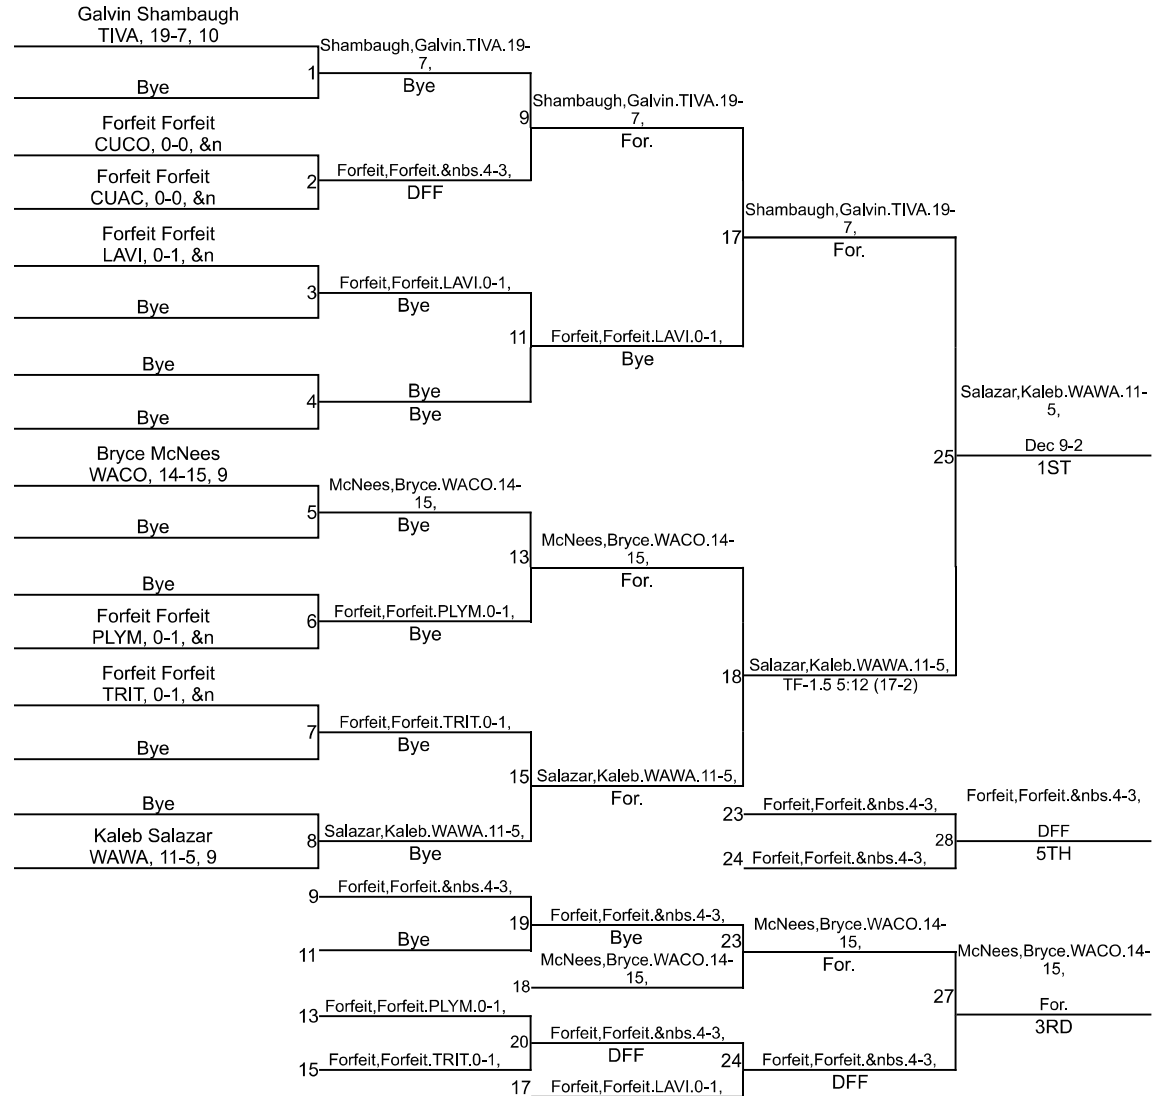 Galvin Shambaugh
TIVA, 19-7, 10
1
Bye
Shambaugh,Galvin.TIVA.19-
7,
Bye
Forfeit Forfeit
CUCO, 0-0, &n
2
Forfeit Forfeit
CUAC, 0-0, &n
Forfeit,Forfeit.&nbs.4-3,
DFF
9
Shambaugh,Galvin.TIVA.19-
7,
For.
Forfeit Forfeit
LAVI, 0-1, &n
3
Bye
Forfeit,Forfeit.LAVI.0-1,
Bye
Bye
4
Bye
Bye
Bye
11
Forfeit,Forfeit.LAVI.0-1,
Bye
17
Shambaugh,Galvin.TIVA.19-
7,
For.
Bryce McNees
WACO, 14-15, 9
5
Bye
McNees,Bryce.WACO.14-
15,
Bye
Bye
6
Forfeit Forfeit
PLYM, 0-1, &n
Forfeit,Forfeit.PLYM.0-1,
Bye
13
McNees,Bryce.WACO.14-
15,
For.
Forfeit Forfeit
TRIT, 0-1, &n
7
Bye
Forfeit,Forfeit.TRIT.0-1,
Bye
Bye
8
Kaleb Salazar
WAWA, 11-5, 9
Salazar,Kaleb.WAWA.11-5,
Bye
15
Salazar,Kaleb.WAWA.11-5,
For.
18
Salazar,Kaleb.WAWA.11-5,
TF-1.5 5:12 (17-2)
25
Salazar,Kaleb.WAWA.11-
5,
Dec 9-2
1ST
23
Forfeit,Forfeit.&nbs.4-3,
24
Forfeit,Forfeit.&nbs.4-3,
28
Forfeit,Forfeit.&nbs.4-3,
DFF
5TH
9
Forfeit,Forfeit.&nbs.4-3,
11
Bye
19
Forfeit,Forfeit.&nbs.4-3,
Bye
18
McNees,Bryce.WACO.14-
15,
23
McNees,Bryce.WACO.14-
15,
For.
13
Forfeit,Forfeit.PLYM.0-1,
15
Forfeit,Forfeit.TRIT.0-1,
20
Forfeit,Forfeit.&nbs.4-3,
DFF
17
Forfeit,Forfeit.LAVI.0-1,
24
Forfeit,Forfeit.&nbs.4-3,
DFF
27
McNees,Bryce.WACO.14-
15,
For.
3RD